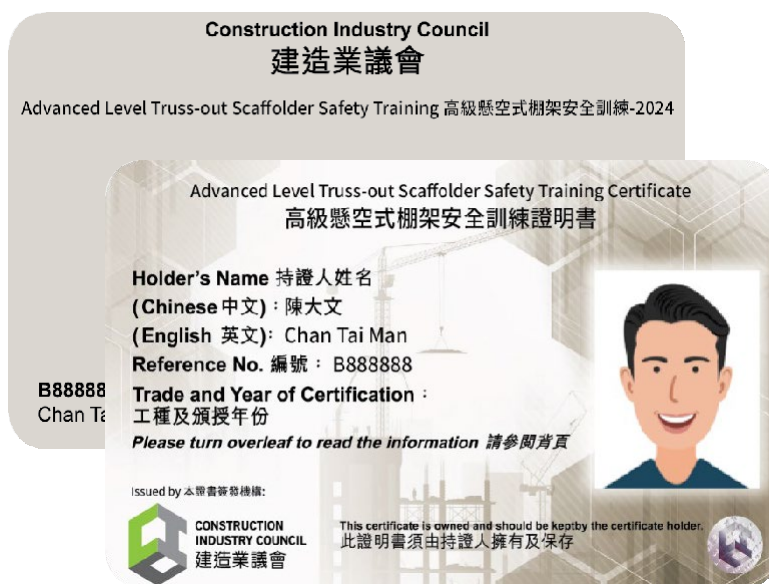 Construction Industry Council
建造業議會
Advanced Level Truss-out Scaffolder Safety Training 高級懸空式棚架安全訓練-2024
B88888
Chan Ta
Advanced Level Truss-out Scaffolder Safety Training Certificate
高級懸空式棚架安全訓練證明書
Holder's Name 持證人姓名
(Chinese 中文)：陳大文
(English 英文)： Chan Tai Man
Reference No. 編號： B888888
Trade and Year of Certification：
工種及頒授年份
Please turn overleaf to read the information 請參閱背頁
Issued by 本證書簽發機構:
CONSTRUCTION
INDUSTRY COUNCIL
建造業議會
This certificate is owned and should be keptby the certificate holder.
此證明書須由持證人擁有及保存